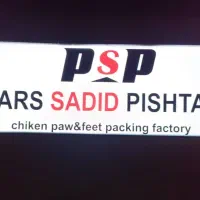 PSP
ARS SADID PISHTA
chiken paw&feet packing factory